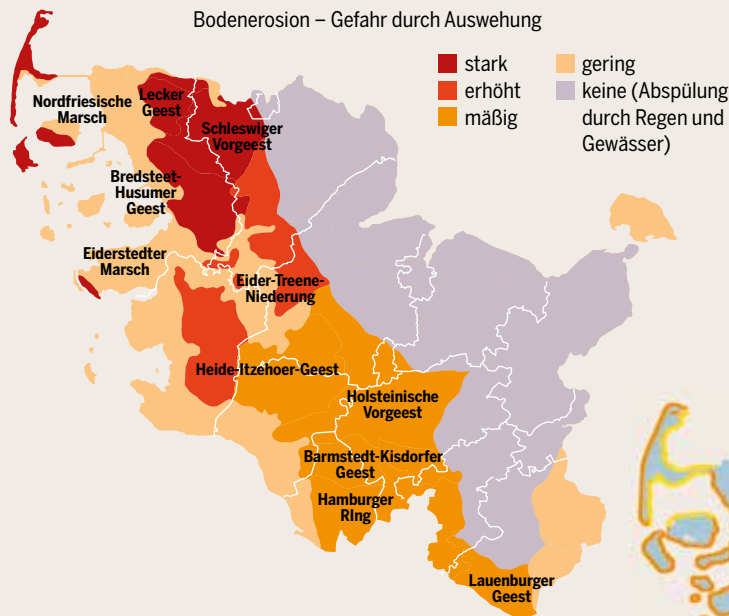 Bodenerosion – Gefahr durch Auswehung
stark
erhöht
mäßig
gering
keine (Abspülung
durch Regen und
Gewässer)
Nordfriesische
Marsch
Lecker
Geest
Schleswiger
Vorgeest
Bredsteet-
Husumer
Geest
Eiderstedter
Marsch
Eider-Treene-
Niederung
Heide-Itzehoer-Geest
Holsteinische
Vorgeest
Barmstedt-Kisdorfer
Geest
Hamburger
RIng
Lauenburger
Geest